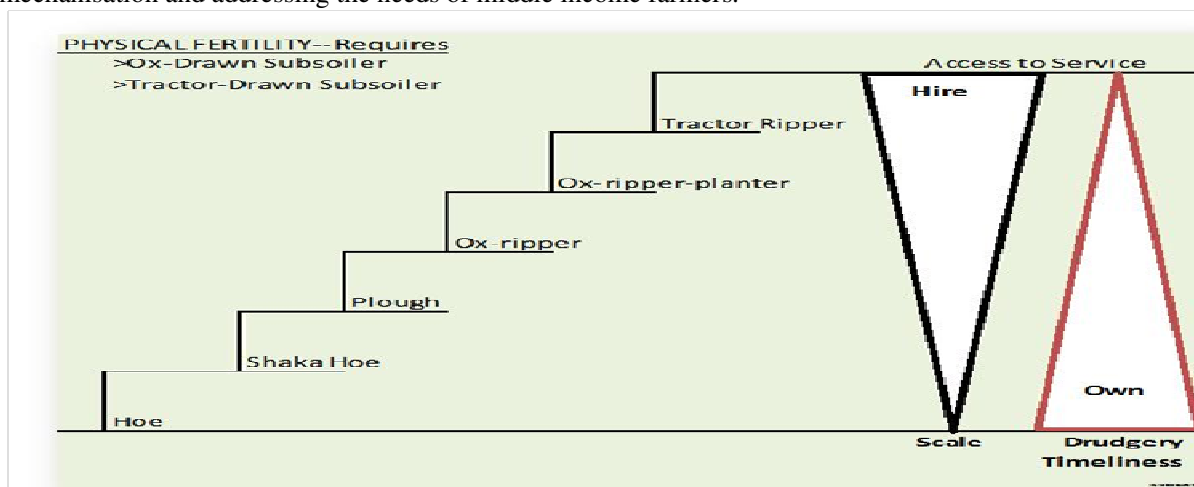 mechanisation and addressing the needs of middle income farmers.
PHYSICAL FERTILITY--Requires
>Ox-Drawn Subsoiler
>Tractor-Drawn Subsoiler
Access to Service
Hire
Tractor Ripper
Ox-ripper-planter
Ox-ripper
Plough
Shaka Hoe
Hoe
Own
Scale
Drudgery
Timeliness